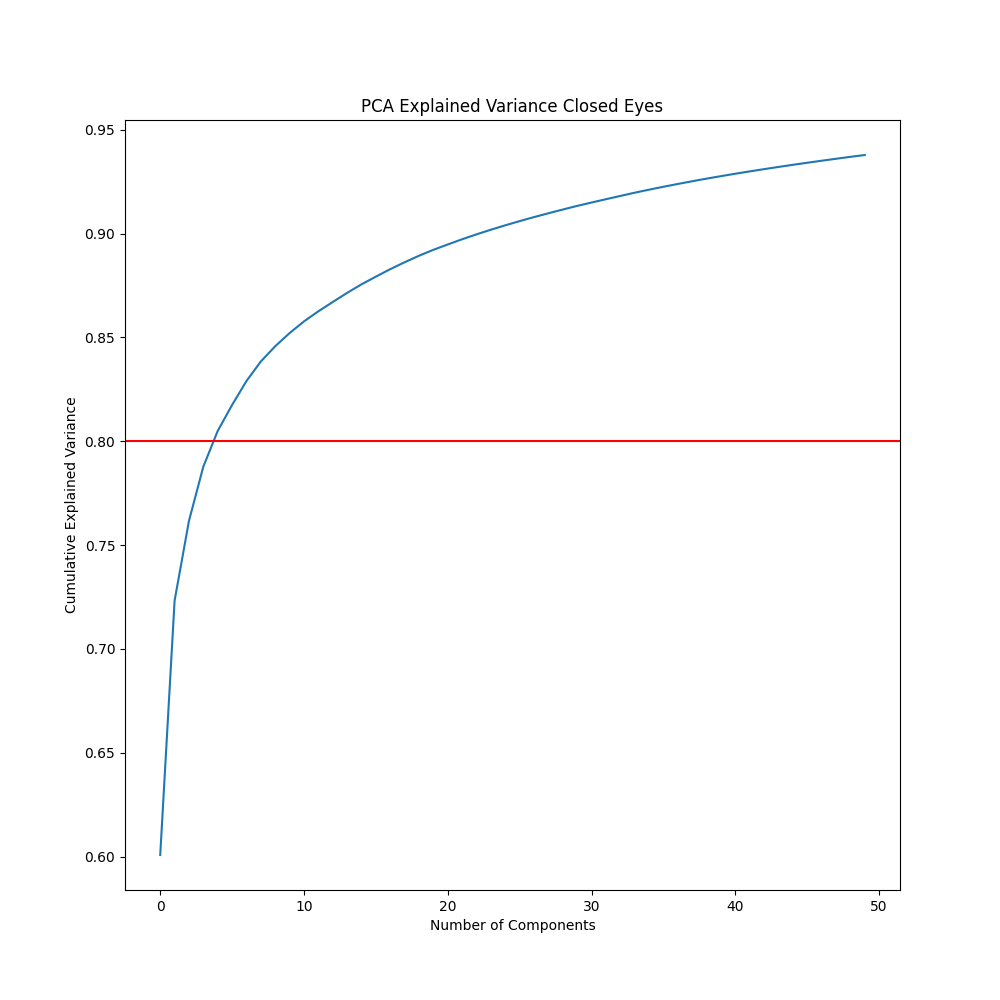 PCA Explained Variance Closed Eyes
0.95
0.90
0.85
0.80
0.75
0.70
0.65
0.60
Cumulative Explained Variance
0 10 20 30 40 50
Number of Components